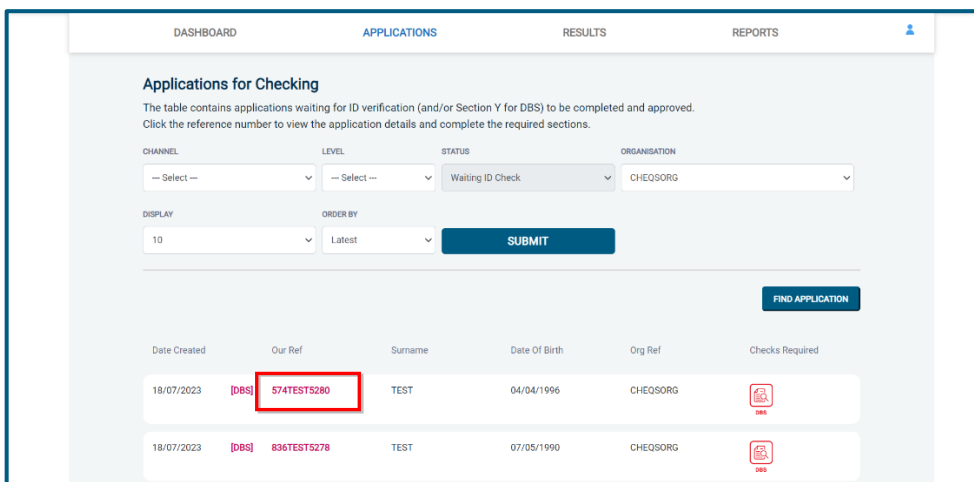 DASHBOARD APPLICATIONS RESULTS REPORTS
Applications for Checking
The table contains applications waiting for ID verification (and/or Section Y for DBS) to be completed and approved.
Click the reference number to view the application details and complete the required sections.
CHANNEL LEVEL STATUS ORGANISATION
--- Select --- --- Select --- Waiting ID Check CHEQSORG
DISPLAY ORDER BY
10 Latest SUBMIT
FIND APPLICATION
Date Created Our Ref Surname Date Of Birth Org Ref Checks Required
18/07/2023 [DBS] 574TEST5280 TEST 04/04/1996 CHEQSORG
DBS
18/07/2023 [DBS] 836TEST5278 TEST 07/05/1990 CHEQSORG
DBS